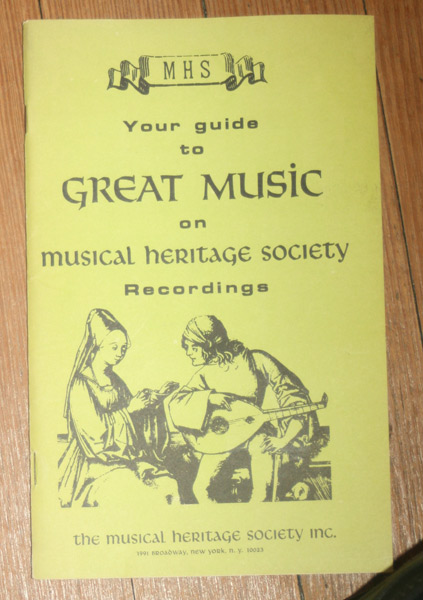 MHS
Your guide
to
GREAT MUSIC
on
musical heritage society
Recordings
the musical heritage society inc.
1991 BROADWAY, NEW YORK, N. Y. 10023